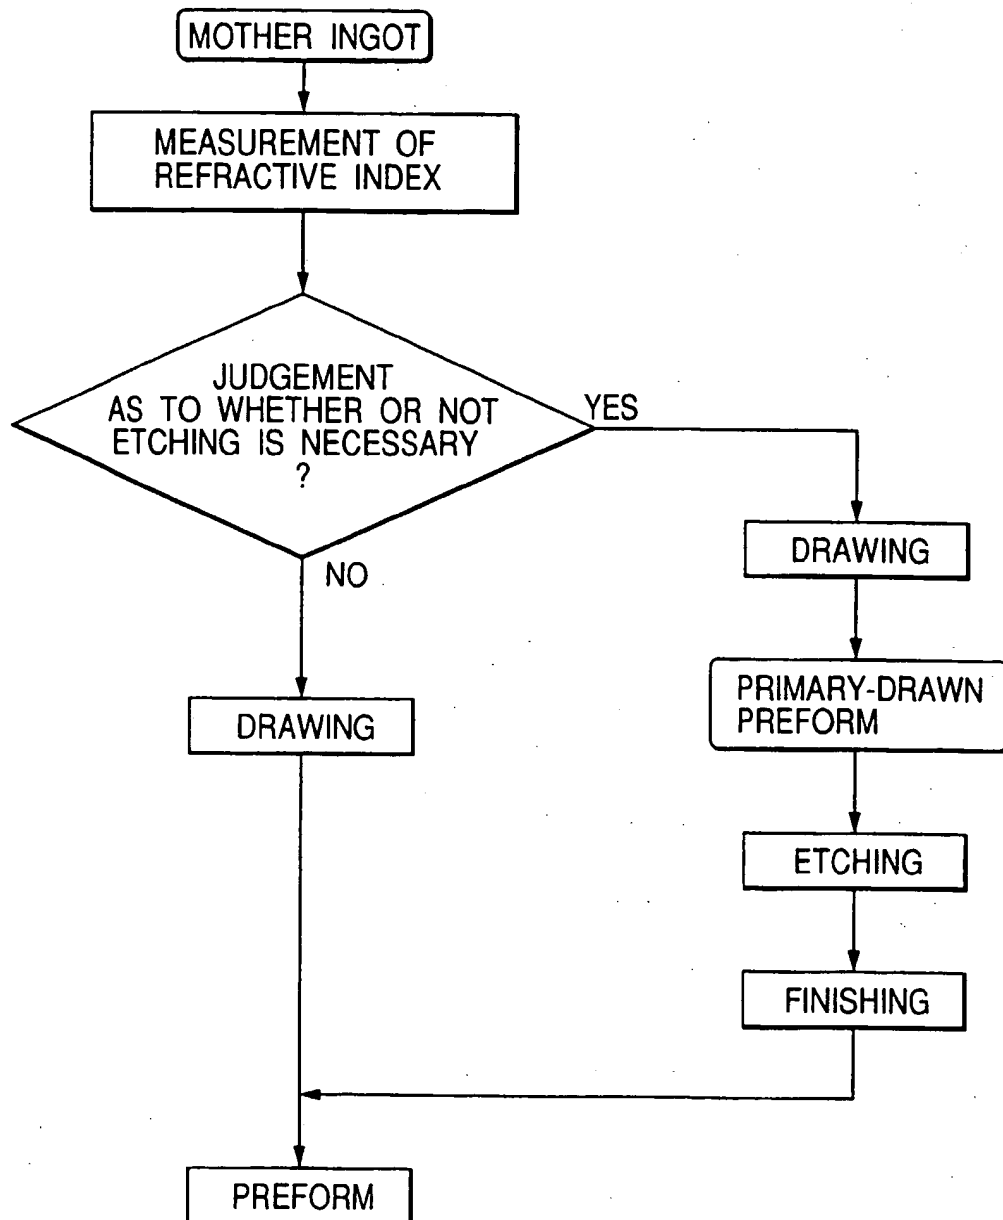 MOTHER INGOT
MEASUREMENT OF
REFRACTIVE INDEX
JUDGEMENT
AS TO WHETHER OR NOT
ETCHING IS NECESSARY
?
YES
NO
DRAWING
PRIMARY-DRAWN
PREFORM
ETCHING
FINISHING
DRAWING
PREFORM